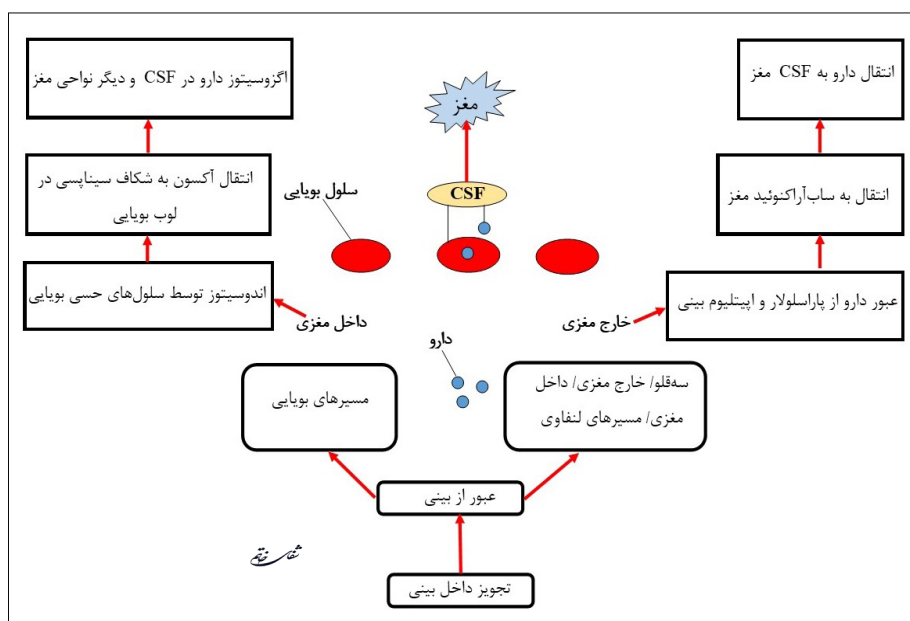 اگزوسیتوز دارو در CSF و دیگر نواحی مغز
انتقال آکسون به شکاف سیناپسی در
لوب بویایی
اندوسیتوز توسط سلول‌های حسی بویایی
داخل مغزی
سلول بویایی
مغز
CSF
انتقال دارو به CSF مغز
انتقال به ساب‌آراکنوئید مغز
عبور دارو از پاراسلولار و اپیتلیوم بینی
خارج مغزی
دارو
مسیرهای بویایی
سه‌قلو/ خارج مغزی/ داخل
مغزی/ مسیرهای لنفاوی
عبور از بینی
تجویز داخل بینی
شفای خاتم